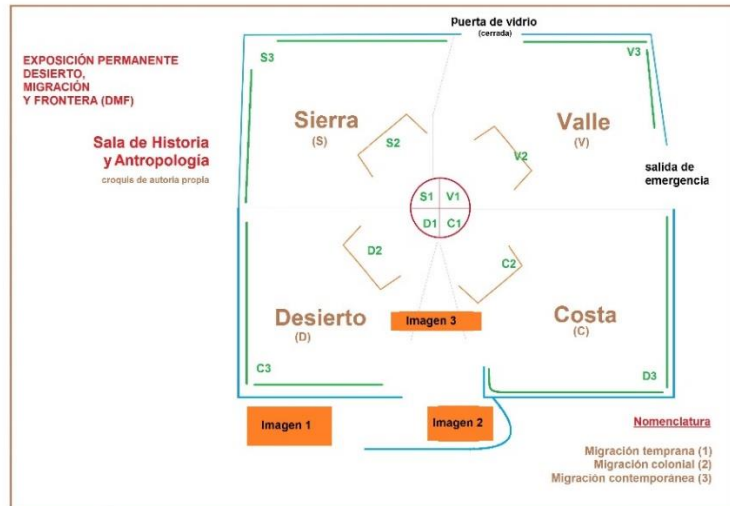 Puerta de vidrio
(cerrada)
EXPOSICIÓN PERMANENTE
DESIERTO,
MIGRACIÓN
Y FRONTERA (DMF)
Sala de Historia
y Antropología
croquis de autoria propia
S3
V3
Sierra
(S)
S2
Valle
(V)
V2
salida de
emergencia
S1
V1
D1
C1
D2
C2
Desierto
(D)
Imagen 3
Costa
(C)
C3
D3
Imagen 1
Imagen 2
Nomenclatura
Migración temprana (1)
Migración colonial (2)
Migración contemporánea (3)